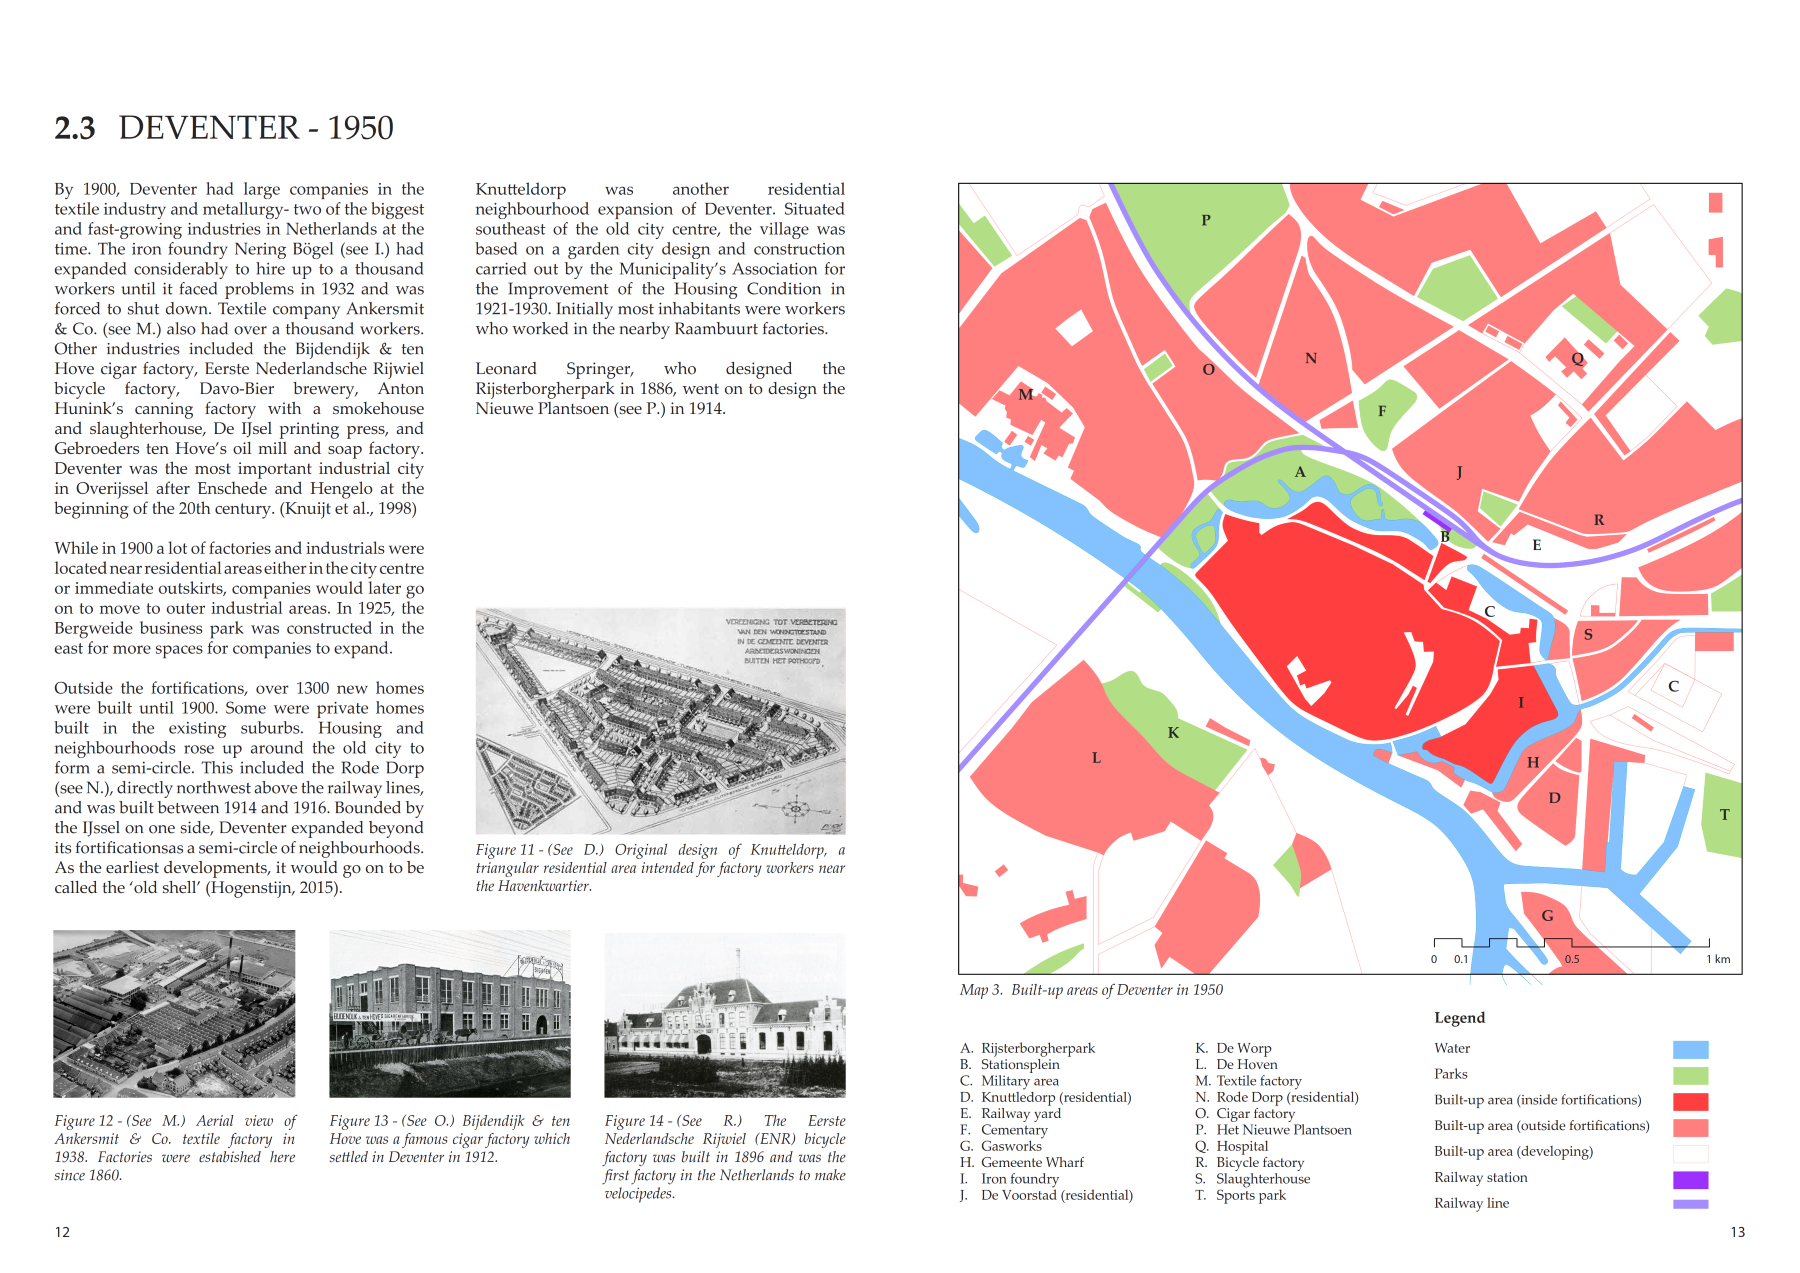 2.3 DEVENTER - 1950
By 1900, Deventer had large companies in the
textile industry and metallurgy- two of the biggest
and fast-growing industries in Netherlands at the
time. The iron foundry Nering Bögel (see I.) had
expanded considerably to hire up to a thousand
workers until it faced problems in 1932 and was
forced to shut down. Textile company Ankersmit
& Co. (see M.) also had over a thousand workers.
Other industries included the Bijdendijk & ten
Hove cigar factory, Eerste Nederlandsche Rijwiel
bicycle factory, Davo-Bier brewery, Anton
Hunink's canning factory with a smokehouse
and slaughterhouse, De IJsel printing press, and
Gebroeders ten Hove's oil mill and soap factory.
Deventer was the most important industrial city
in Overijssel after Enschede and Hengelo at the
beginning of the 20th century. (Knuijt et al., 1998)
While in 1900 a lot of factories and industrials were
located near residential areas either in the city centre
or immediate outskirts, companies would later go
on to move to outer industrial areas. In 1925, the
Bergweide business park was constructed in the
east for more spaces for companies to expand.
Outside the fortifications, over 1300 new homes
were built until 1900. Some were private homes
built in the existing suburbs. Housing and
neighbourhoods rose up around the old city to
form a semi-circle. This included the Rode Dorp
(see N.), directly northwest above the railway lines,
and was built between 1914 and 1916. Bounded by
the IJssel on one side, Deventer expanded beyond
its fortificationsas a semi-circle of neighbourhoods.
As the earliest developments, it would go on to be
called the 'old shell' (Hogenstijn, 2015).
Knutteldorp was another residential
neighbourhood expansion of Deventer. Situated
southeast of the old city centre, the village was
based on a garden city design and construction
carried out by the Municipality's Association for
the Improvement of the Housing Condition in
1921-1930. Initially most inhabitants were workers
who worked in the nearby Raambuurt factories.
Leonard Springer, who designed the
Rijsterborgherpark in 1886, went on to design the
Nieuwe Plantsoen (see P.) in 1914.
VEREENIGING TOT VERBETERING
VAN DEN WONINGTOESTAND
IN DE GEMEENTE DEVENTER
ARBEIDERSWONINGEN
BUITEN HET POTHOOFD
Figure 11 - (See D.) Original design of Knutteldorp, a
triangular residential area intended for factory workers near
the Havenkwartier.
Figure 12 - (See M.) Aerial view of
Ankersmit & Co. textile factory in
1938. Factories were estabished here
since 1860.
Figure 13 - (See O.) Bijdendijk & ten
Hove was a famous cigar factory which
settled in Deventer in 1912.
Figure 14 - (See R.) The Eerste
Nederlandsche Rijwiel (ENR) bicycle
factory was built in 1896 and was the
first factory in the Netherlands to make
velocipedes.
12
P
N
O
Q
M
F
A
J
R
B
E
C
S
C
I
K
L
H
D
T
G
0 0.1 0.5 1 km
Map 3. Built-up areas of Deventer in 1950
A. Rijsterborgherpark
B. Stationsplein
C. Military area
D. Knuttledorp (residential)
E. Railway yard
F. Cementary
G. Gasworks
H. Gemeente Wharf
I. Iron foundry
J. De Voorstad (residential)
K. De Worp
L. De Hoven
M. Textile factory
N. Rode Dorp (residential)
O. Cigar factory
P. Het Nieuwe Plantsoen
Q. Hospital
R. Bicycle factory
S. Slaughterhouse
T. Sports park
Legend
Water
Parks
Built-up area (inside fortifications)
Built-up area (outside fortifications)
Built-up area (developing)
Railway station
Railway line
13